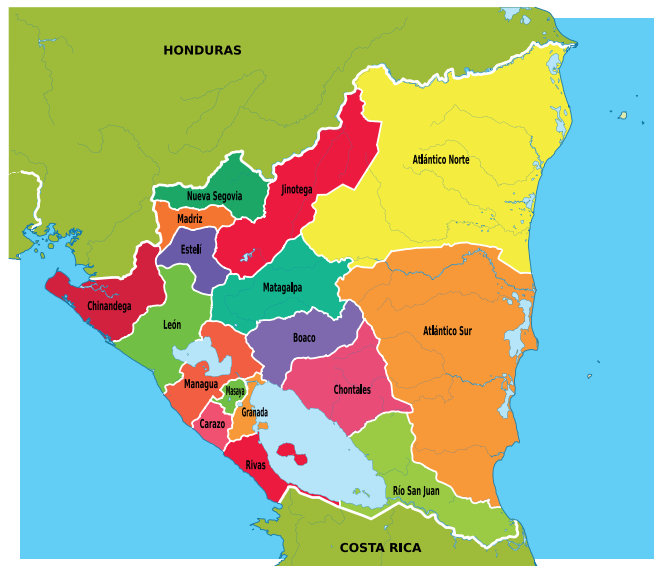 HONDURAS
Atlántico Norte
Jinotega
Nueva Segovia
Madriz
Estelí
Matagalpa
Chinandega
León
Atlántico Sur
Boaco
Managua
Masaya
Chontales
Granada
Carazo
Rivas
Río San Juan
COSTA RICA